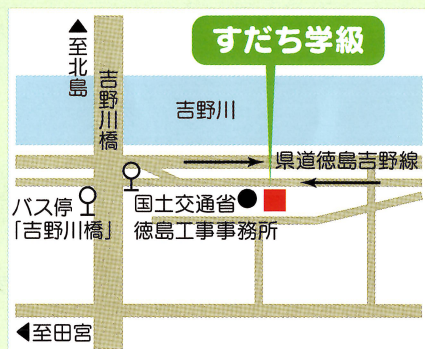 すだち学級
▲至北島
吉野川橋
吉野川
県道徳島吉野線
バス停
「吉野川橋」
国土交通省
徳島工事事務所
◀至田宮